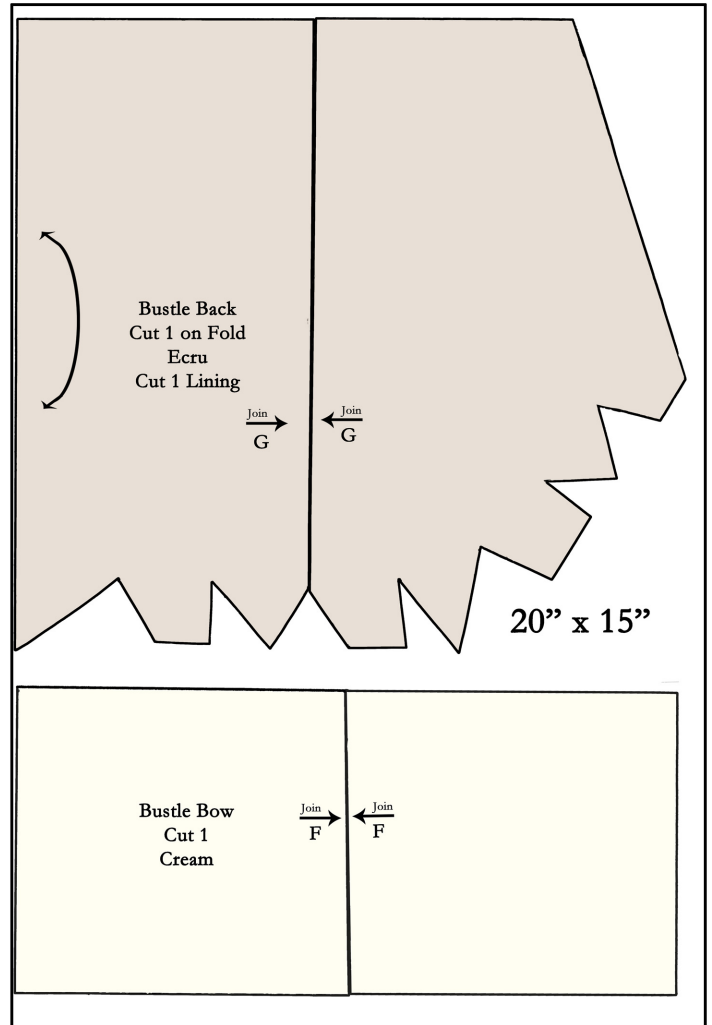 Bustle Back
Cut 1 on Fold
Ecru
Cut 1 Lining
Join
G
Join
G
20” x 15”
Bustle Bow
Cut 1
Cream
Join
F
Join
F